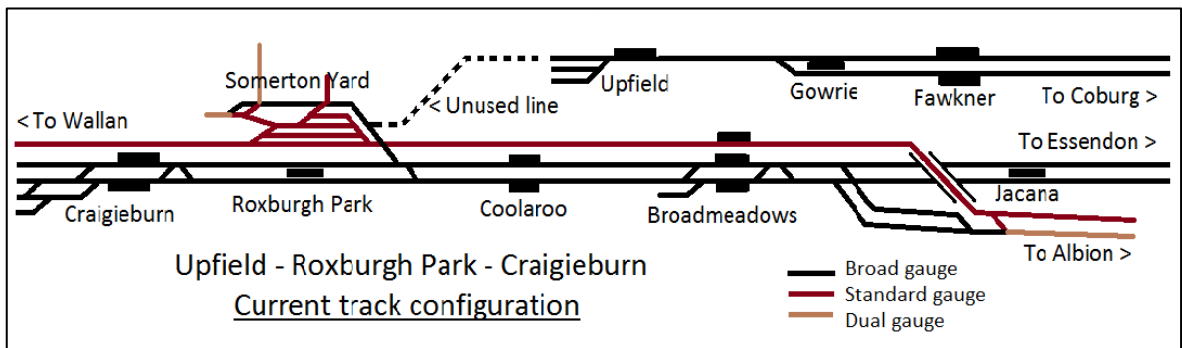 Somerton Yard
Upfield
Gowrie
Fawkner
To Coburg >
< Unused line
< To Wallan
To Essendon >
Craigieburn
Roxburgh Park
Coolaroo
Broadmeadows
Jacana
To Albion >
Upfield - Roxburgh Park - Craigieburn
Current track configuration
Broad gauge
Standard gauge
Dual gauge